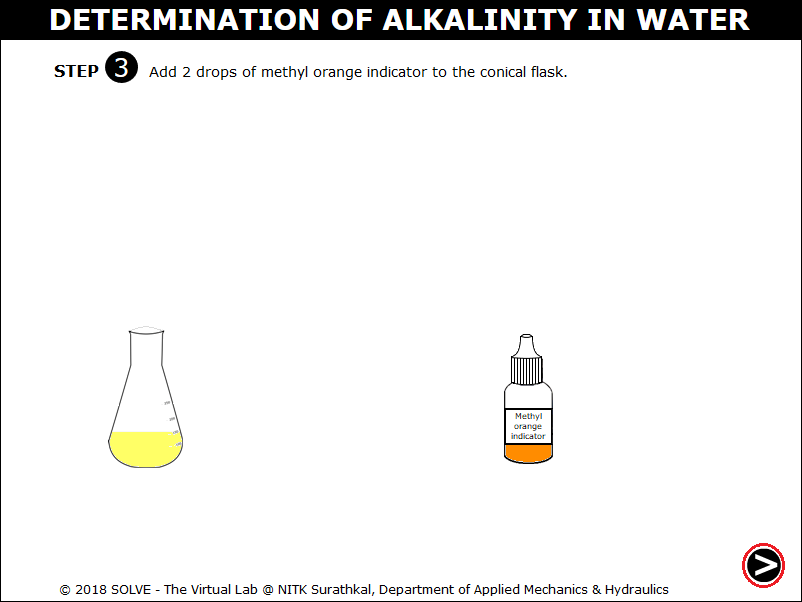 DETERMINATION OF ALKALINITY IN WATER
STEP 3 Add 2 drops of methyl orange indicator to the conical flask.
Methyl
orange
indicator
>
© 2018 SOLVE - The Virtual Lab @ NITK Surathkal, Department of Applied Mechanics & Hydraulics